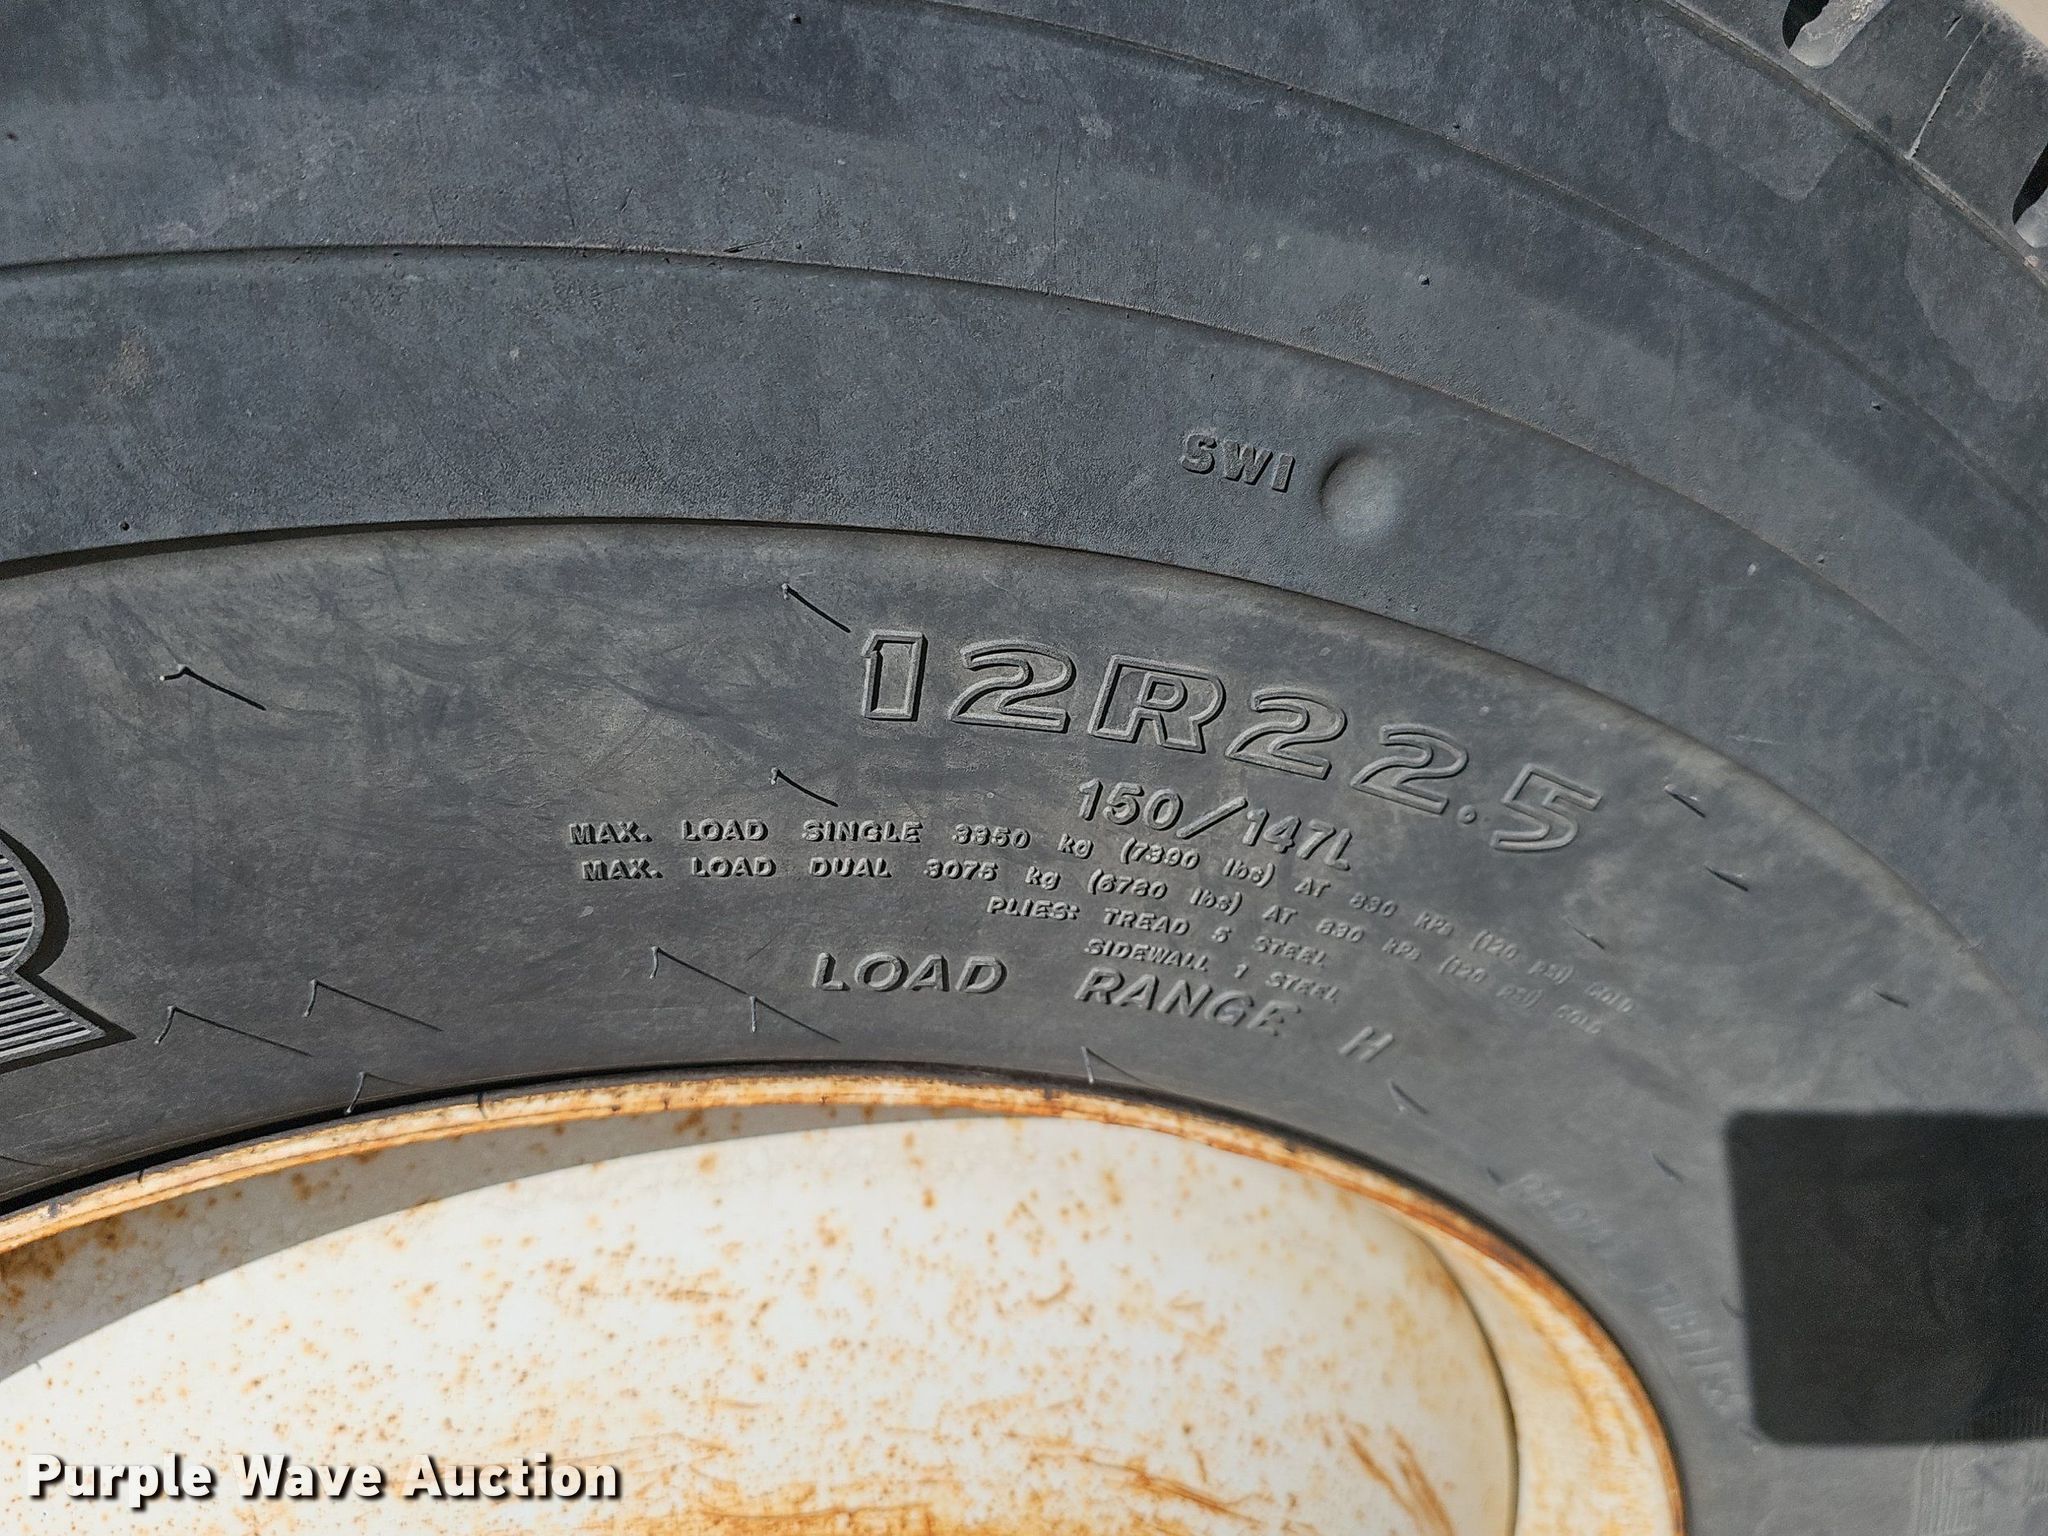 SWI
12R22.5
150/147L
MAX. LOAD SINGLE 3350 kg (7390 lbs) AT 830 kPa (120 psi) COLD
MAX. LOAD DUAL 3075 kg (6780 lbs) AT 830 kPa (120 psi) COLD
PLIES: TREAD 5 STEEL
SIDEWALL 1 STEEL
LOAD RANGE H
Purple Wave Auction